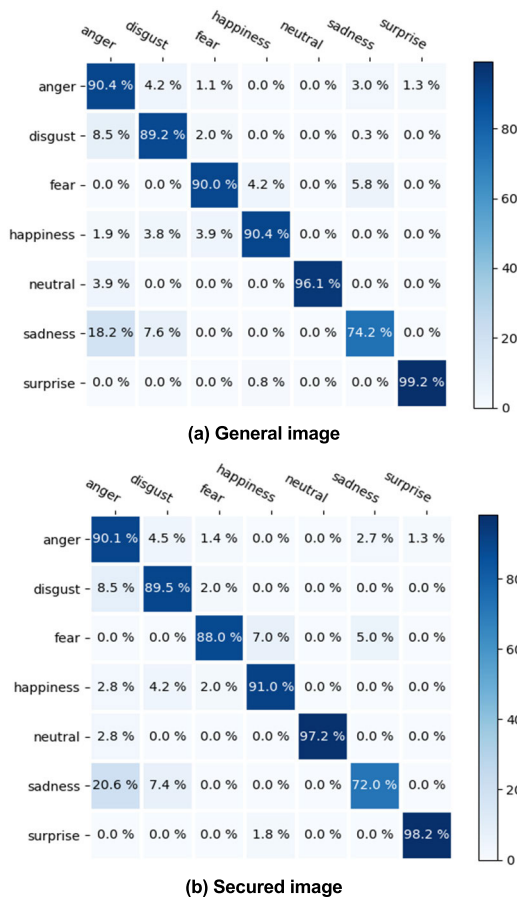 anger disgust fear happiness neutral sadness surprise
anger 90.4 % 4.2 % 1.1 % 0.0 % 0.0 % 3.0 % 1.3 %
disgust 8.5 % 89.2 % 2.0 % 0.0 % 0.0 % 0.3 % 0.0 %
fear 0.0 % 0.0 % 90.0 % 4.2 % 0.0 % 5.8 % 0.0 %
happiness 1.9 % 3.8 % 3.9 % 90.4 % 0.0 % 0.0 % 0.0 %
neutral 3.9 % 0.0 % 0.0 % 0.0 % 96.1 % 0.0 % 0.0 %
sadness 18.2 % 7.6 % 0.0 % 0.0 % 0.0 % 74.2 % 0.0 %
surprise 0.0 % 0.0 % 0.0 % 0.8 % 0.0 % 0.0 % 99.2 %
80
60
40
20
0
(a) General image
anger disgust fear happiness neutral sadness surprise
anger 90.1 % 4.5 % 1.4 % 0.0 % 0.0 % 2.7 % 1.3 %
disgust 8.5 % 89.5 % 2.0 % 0.0 % 0.0 % 0.0 % 0.0 %
fear 0.0 % 0.0 % 88.0 % 7.0 % 0.0 % 5.0 % 0.0 %
happiness 2.8 % 4.2 % 2.0 % 91.0 % 0.0 % 0.0 % 0.0 %
neutral 2.8 % 0.0 % 0.0 % 0.0 % 97.2 % 0.0 % 0.0 %
sadness 20.6 % 7.4 % 0.0 % 0.0 % 0.0 % 72.0 % 0.0 %
surprise 0.0 % 0.0 % 0.0 % 1.8 % 0.0 % 0.0 % 98.2 %
80
60
40
20
0
(b) Secured image